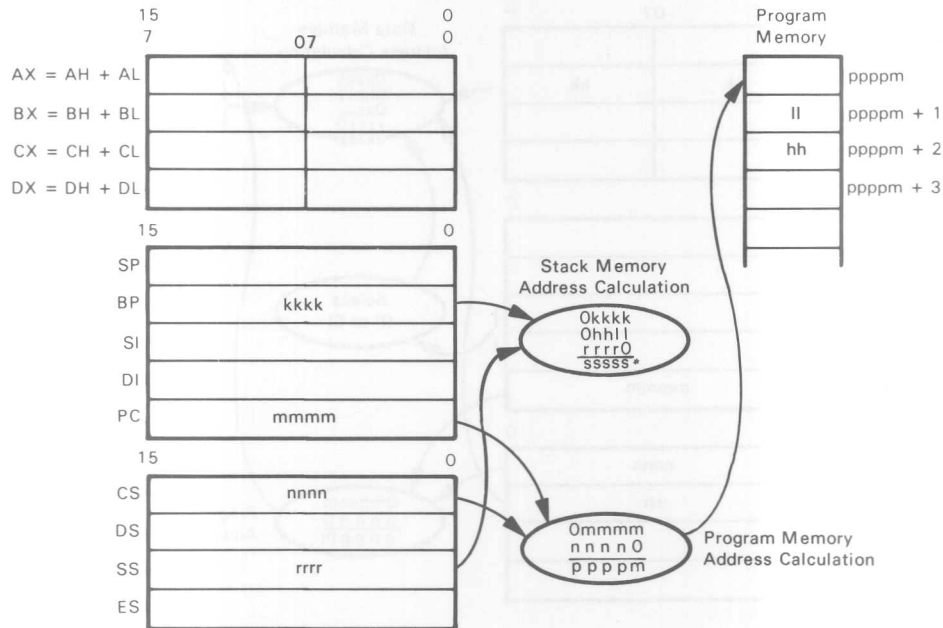 15 0
7 07 0
AX = AH + AL
BX = BH + BL
CX = CH + CL
DX = DH + DL
15 0
SP
BP kkkk
SI
DI
PC mmmm
15 0
CS nnnn
DS
SS rrrr
ES
Stack Memory
Address Calculation
0kkkk
0hhll
rrrr0
sssss*
0mmmm
nnnn0
ppppm
Program Memory
Address Calculation
Program
Memory
ppppm
ll ppppm + 1
hh ppppm + 2
ppppm + 3